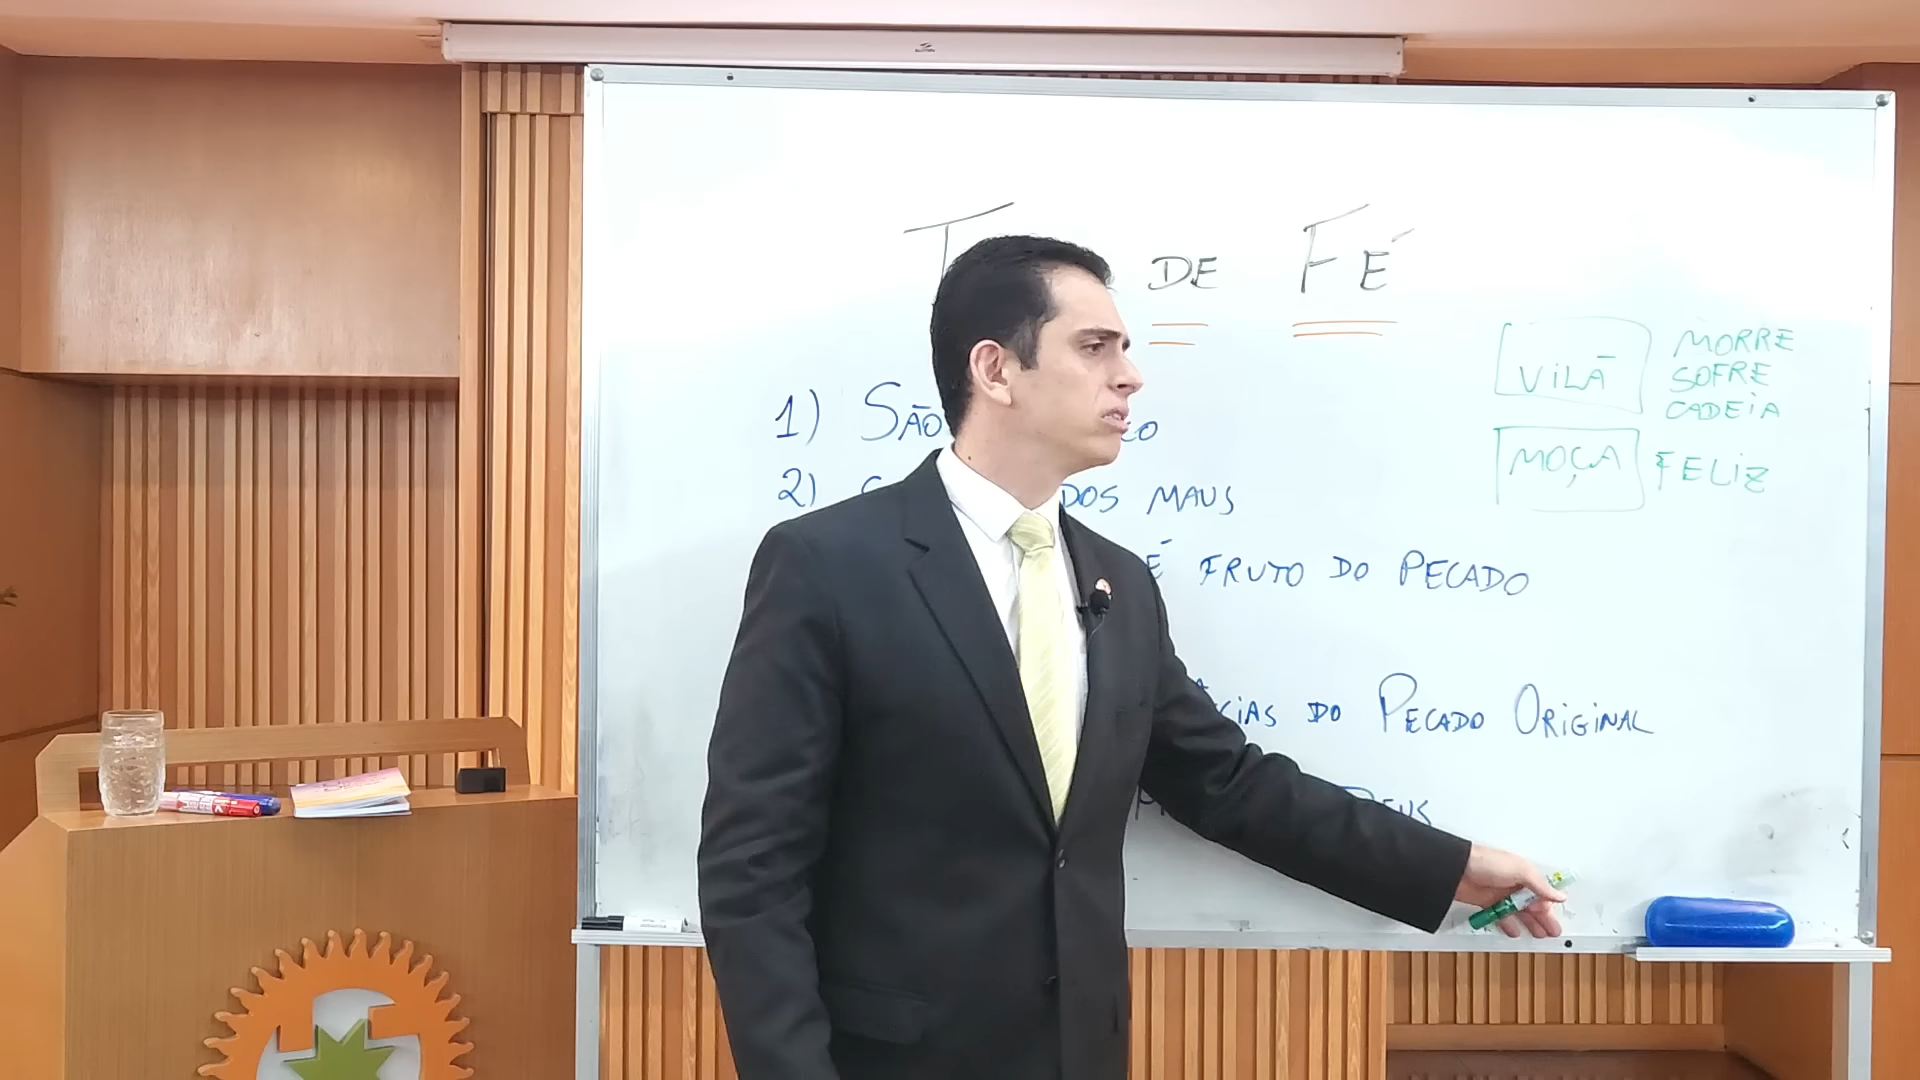 DE FÉ
1) SÃO
2) DOS MAUS
É FRUTO DO PECADO
DO PECADO ORIGINAL
DEUS
VILÃ
MORRE
SOFRE
CADEIA
MOÇA FELIZ